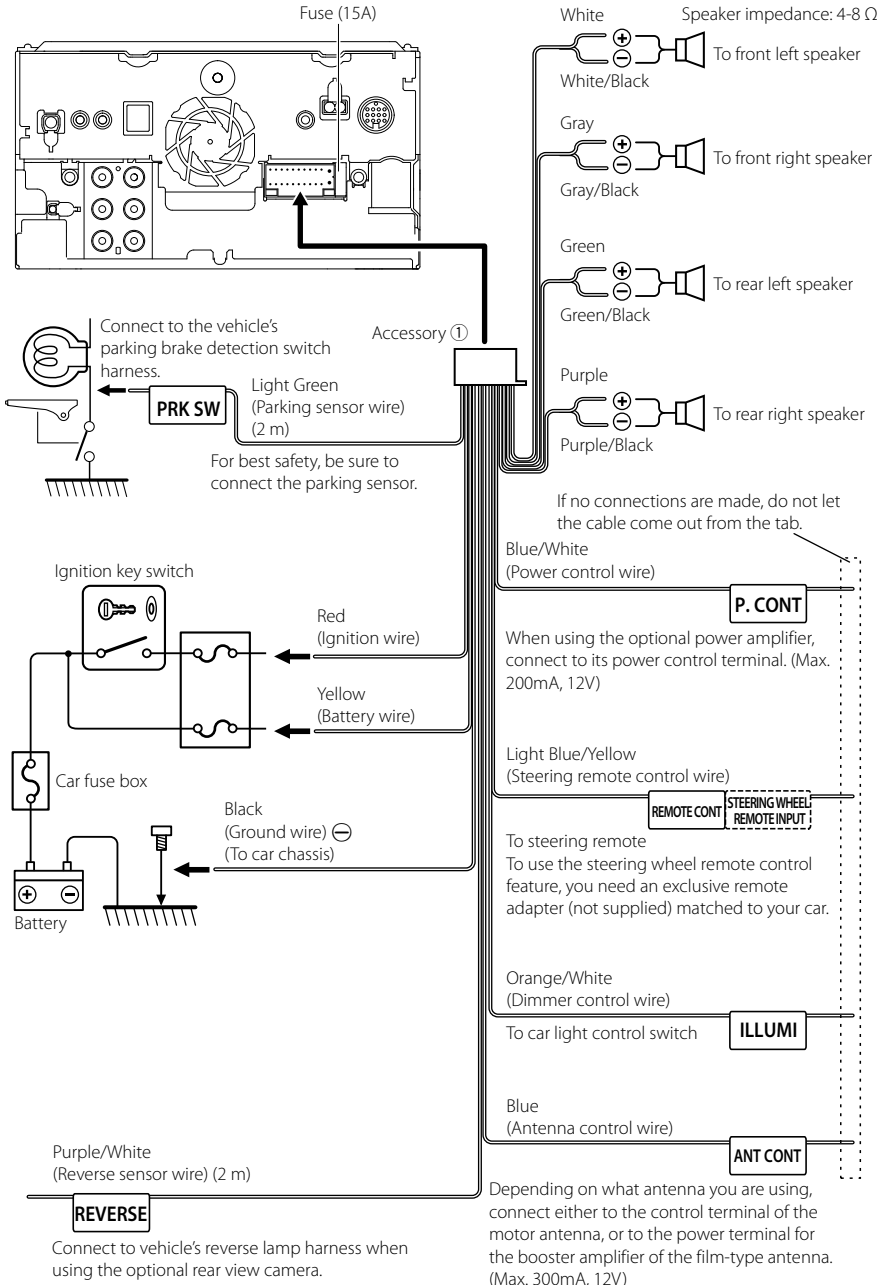 Fuse (15A)
White
Speaker impedance: 4-8 Ω
⊕
⊖
To front left speaker
White/Black
Gray
⊕
⊖
To front right speaker
Gray/Black
Green
⊕
⊖
To rear left speaker
Green/Black
Purple
⊕
⊖
To rear right speaker
Purple/Black
Accessory ①
Connect to the vehicle's
parking brake detection switch
harness.
PRK SW
Light Green
(Parking sensor wire)
(2 m)
For best safety, be sure to
connect the parking sensor.
If no connections are made, do not let
the cable come out from the tab.
Blue/White
(Power control wire)
P. CONT
When using the optional power amplifier,
connect to its power control terminal. (Max.
200mA, 12V)
Ignition key switch
Red
(Ignition wire)
Yellow
(Battery wire)
Car fuse box
Black
(Ground wire) ⊖
(To car chassis)
⊕ ⊖
Battery
Light Blue/Yellow
(Steering remote control wire)
REMOTE CONT
STEERING WHEEL
REMOTE INPUT
To steering remote
To use the steering wheel remote control
feature, you need an exclusive remote
adapter (not supplied) matched to your car.
Orange/White
(Dimmer control wire)
To car light control switch
ILLUMI
Blue
(Antenna control wire)
ANT CONT
Depending on what antenna you are using,
connect either to the control terminal of the
motor antenna, or to the power terminal for
the booster amplifier of the film-type antenna.
(Max. 300mA, 12V)
Purple/White
(Reverse sensor wire) (2 m)
REVERSE
Connect to vehicle's reverse lamp harness when
using the optional rear view camera.